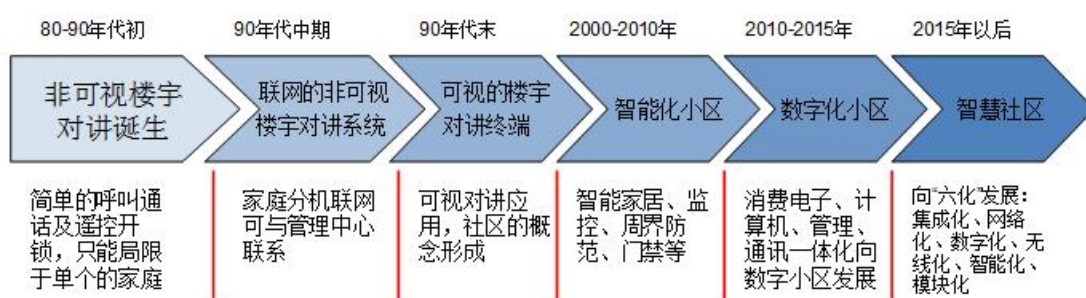 80-90年代初
90年代中期
90年代末
2000-2010年
2010-2015年
2015年以后
非可视楼宇
对讲诞生
联网的非可视
楼宇对讲系统
可视的楼宇
对讲终端
智能化小区
数字化小区
智慧社区
简单的呼叫通
话及遥控开
锁，只能局限
于单个的家庭
家庭分机联网
可与管理中心
联系
可视对讲应
用，社区的概
念形成
智能家居、监
控、周界防
范、门禁等
消费电子、计
算机、管理、
通讯一体化向
数字小区发展
向“六化”发展：
集成化、网络
化、数字化、无
线化、智能化、
模块化